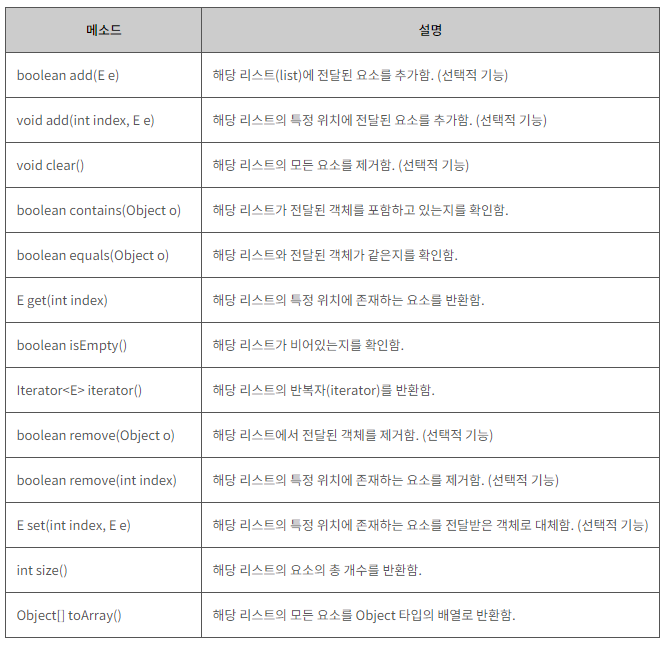 메소드 설명
boolean add(E e) 해당 리스트(list)에 전달된 요소를 추가함. (선택적 기능)
void add(int index, E e) 해당 리스트의 특정 위치에 전달된 요소를 추가함. (선택적 기능)
void clear() 해당 리스트의 모든 요소를 제거함. (선택적 기능)
boolean contains(Object o) 해당 리스트가 전달된 객체를 포함하고 있는지를 확인함.
boolean equals(Object o) 해당 리스트와 전달된 객체가 같은지를 확인함.
E get(int index) 해당 리스트의 특정 위치에 존재하는 요소를 반환함.
boolean isEmpty() 해당 리스트가 비어있는지를 확인함.
Iterator<E> iterator() 해당 리스트의 반복자(iterator)를 반환함.
boolean remove(Object o) 해당 리스트에서 전달된 객체를 제거함. (선택적 기능)
boolean remove(int index) 해당 리스트의 특정 위치에 존재하는 요소를 제거함. (선택적 기능)
E set(int index, E e) 해당 리스트의 특정 위치에 존재하는 요소를 전달받은 객체로 대체함. (선택적 기능)
int size() 해당 리스트의 요소의 총 개수를 반환함.
Object[] toArray() 해당 리스트의 모든 요소를 Object 타입의 배열로 반환함.